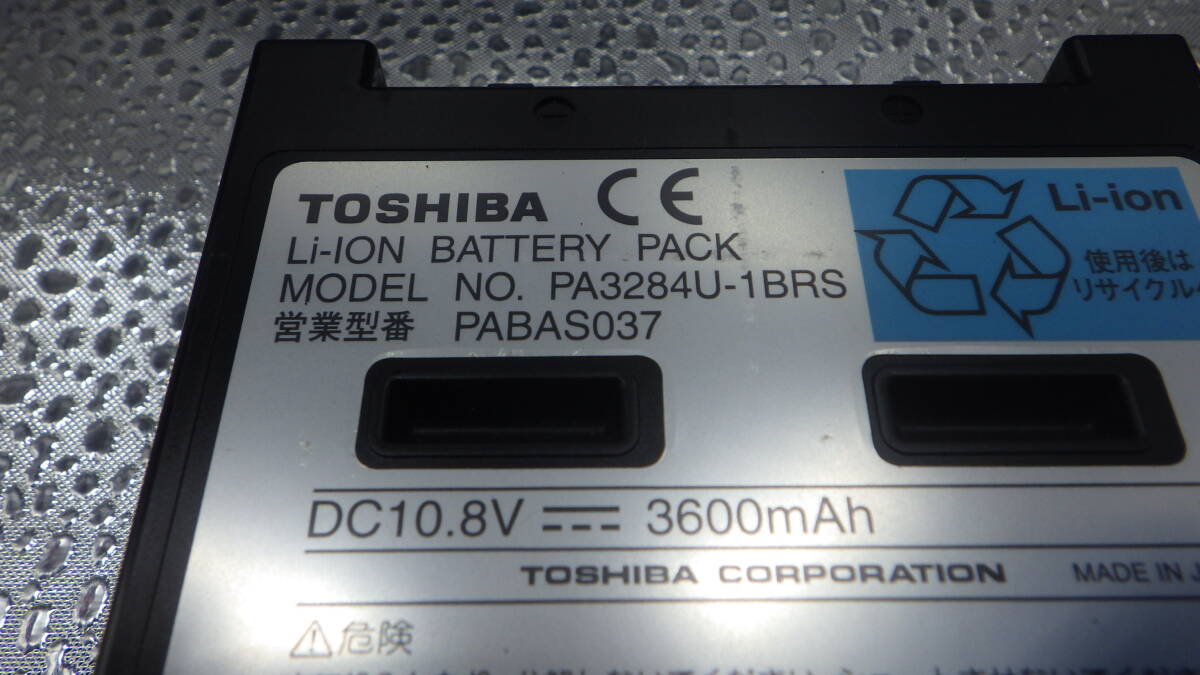 TOSHIBA CE
Li-ION BATTERY PACK
MODEL NO. PA3284U-1BRS
営業型番 PABAS037
Li-ion
使用後は
リサイクル
DC10.8V 3600mAh
TOSHIBA CORPORATION MADE IN
⚠危険